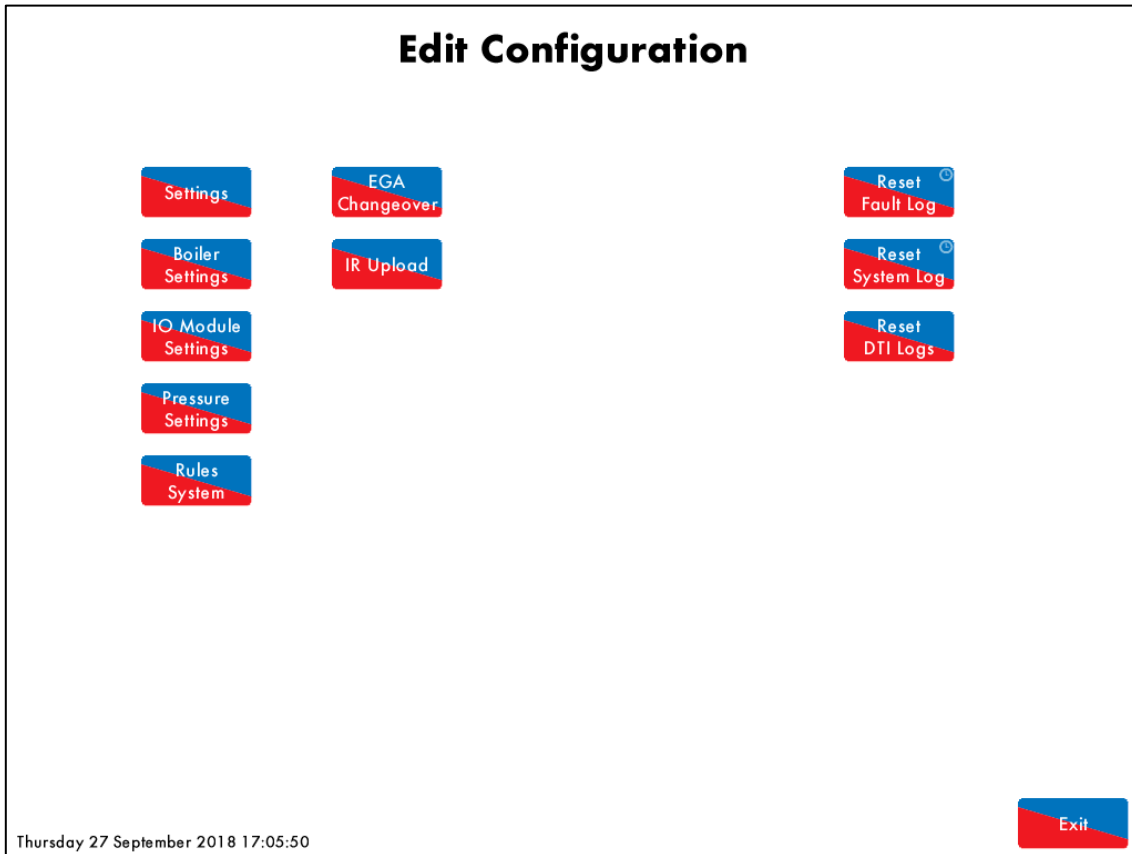 Edit Configuration
Settings
EGA
Changeover
Reset
Fault Log
Boiler
Settings
IR Upload
Reset
System Log
IO Module
Settings
Reset
DTI Logs
Pressure
Settings
Rules
System
Exit
Thursday 27 September 2018 17:05:50